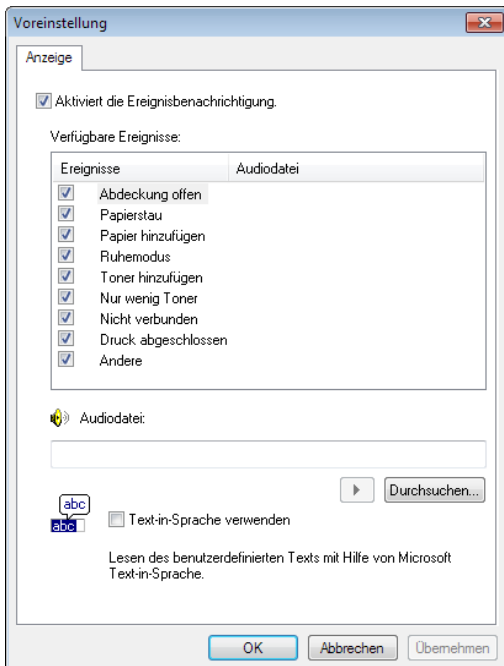 Voreinstellung
Anzeige
Aktiviert die Ereignisbenachrichtigung.
Verfügbare Ereignisse:
Ereignisse Audiodatei
Abdeckung offen
Papierstau
Papier hinzufügen
Ruhemodus
Toner hinzufügen
Nur wenig Toner
Nicht verbunden
Druck abgeschlossen
Andere
Audiodatei:
Durchsuchen...
abc
abc
Text-in-Sprache verwenden
Lesen des benutzerdefinierten Texts mit Hilfe von Microsoft
Text-in-Sprache.
OK Abbrechen Übernehmen